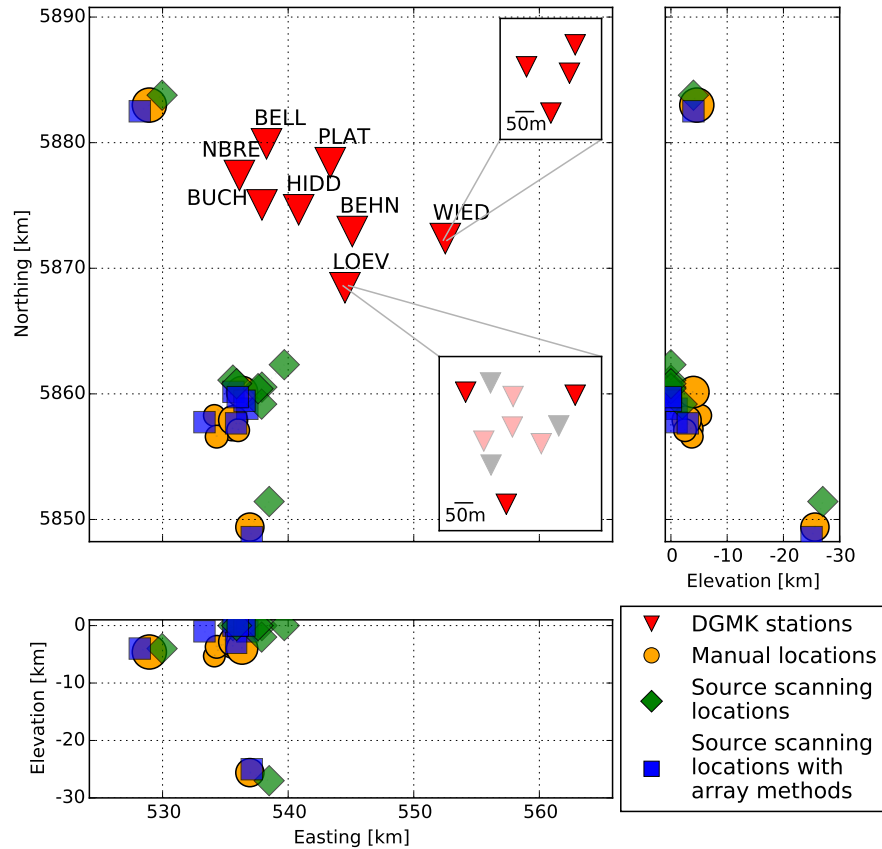 5890
5880
5870
5860
5850
Northing [km]
BELL
NBRE
PLAT
BUCH
HIDD
BEHN
WIED
LOEV
50m
50m
0
-10
-20
-30
Elevation [km]
0
-10
-20
-30
Elevation [km]
530
540
550
560
Easting [km]
DGMK stations
Manual locations
Source scanning
locations
Source scanning
locations with
array methods